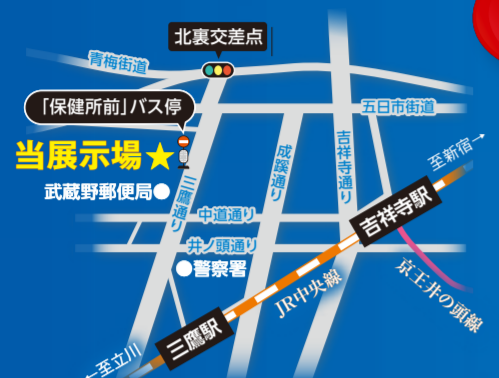 北裏交差点
青梅街道
「保健所前」バス停
五日市街道
当展示場★
至新宿→
武蔵野郵便局●
三鷹通り
成蹊通り
吉祥寺通り
中道通り
吉祥寺駅
井ノ頭通り
●警察署
JR中央線
京王井の頭線
三鷹駅
←至立川